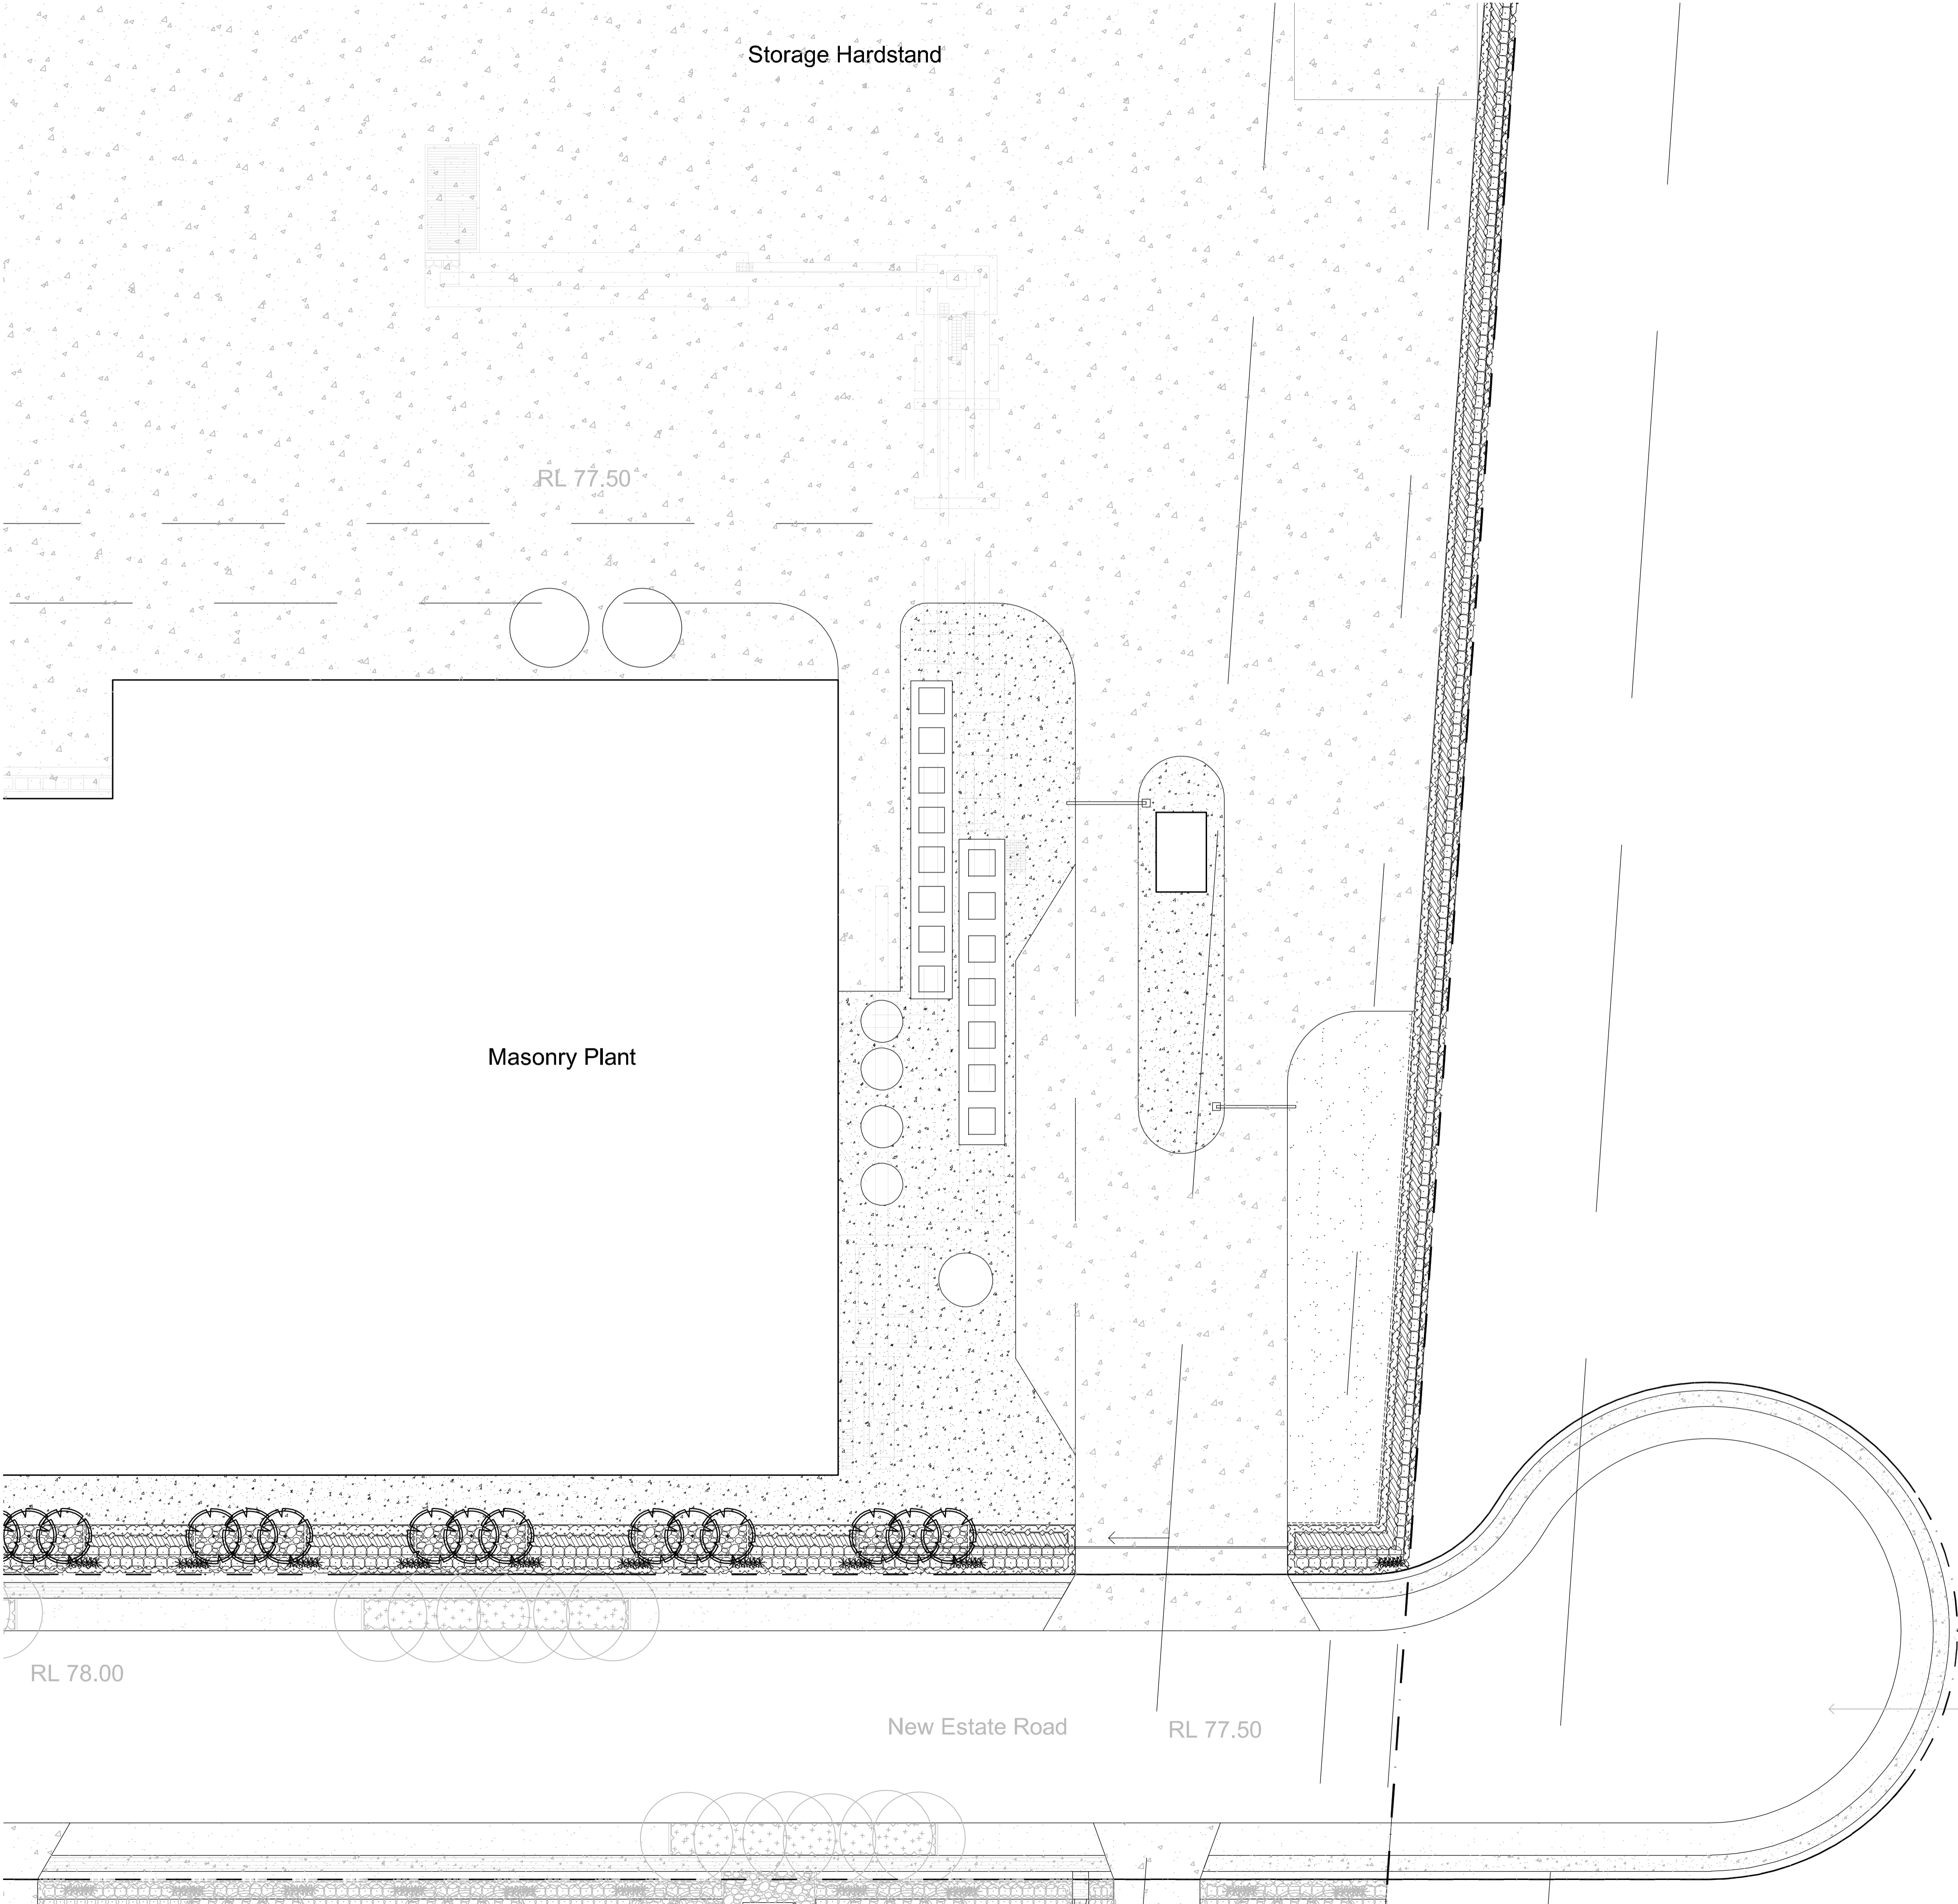 Storage Hardstand
RL 77.50
Masonry Plant
RL 78.00
New Estate Road
RL 77.50